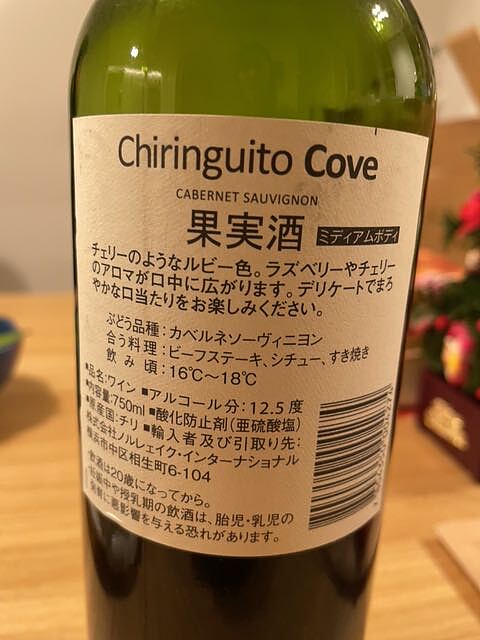 Chiringuito Cove
CABERNET SAUVIGNON
果実酒 ミディアムボディ
チェリーのようなルビー色。ラズベリーやチェリー
のアロマが口中に広がります。デリケートでまろ
やかな口当たりをお楽しみください。
ぶどう品種：カベルネソーヴィニヨン
合う料理：ビーフステーキ、シチュー、すき焼き
飲み頃：16℃～18℃
■品名：ワイン ■アルコール分：12.5度
■内容量：750ml ■酸化防止剤（亜硫酸塩）
■原産国：チリ ■輸入者及び引取り先：
株式会社ノルレェイク・インターナショナル
横浜市中区相生町6-104
飲酒は20歳になってから。
妊娠中や授乳期の飲酒は、胎児・乳児の
発育に悪影響を与える恐れがあります。